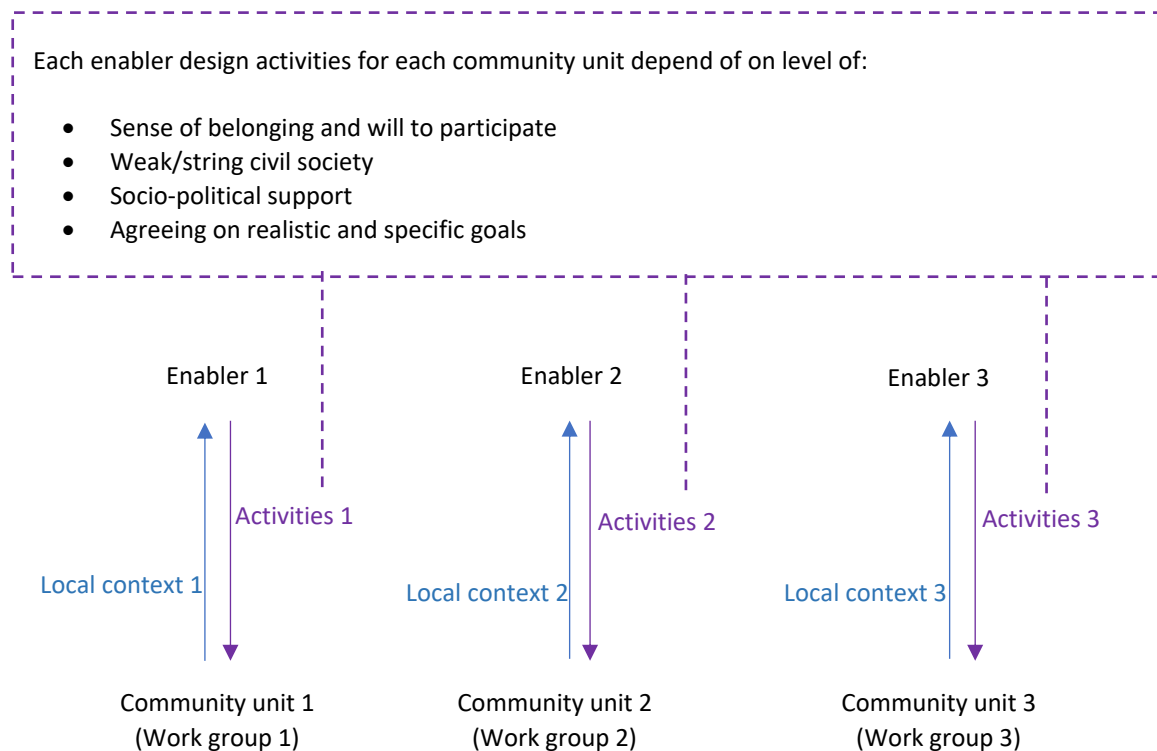 Each enabler design activities for each community unit depend of on level of:
• Sense of belonging and will to participate
• Weak/string civil society
• Socio-political support
• Agreeing on realistic and specific goals
Enabler 1
Enabler 2
Enabler 3
Activities 1
Activities 2
Activities 3
Local context 1
Local context 2
Local context 3
Community unit 1
(Work group 1)
Community unit 2
(Work group 2)
Community unit 3
(Work group 3)